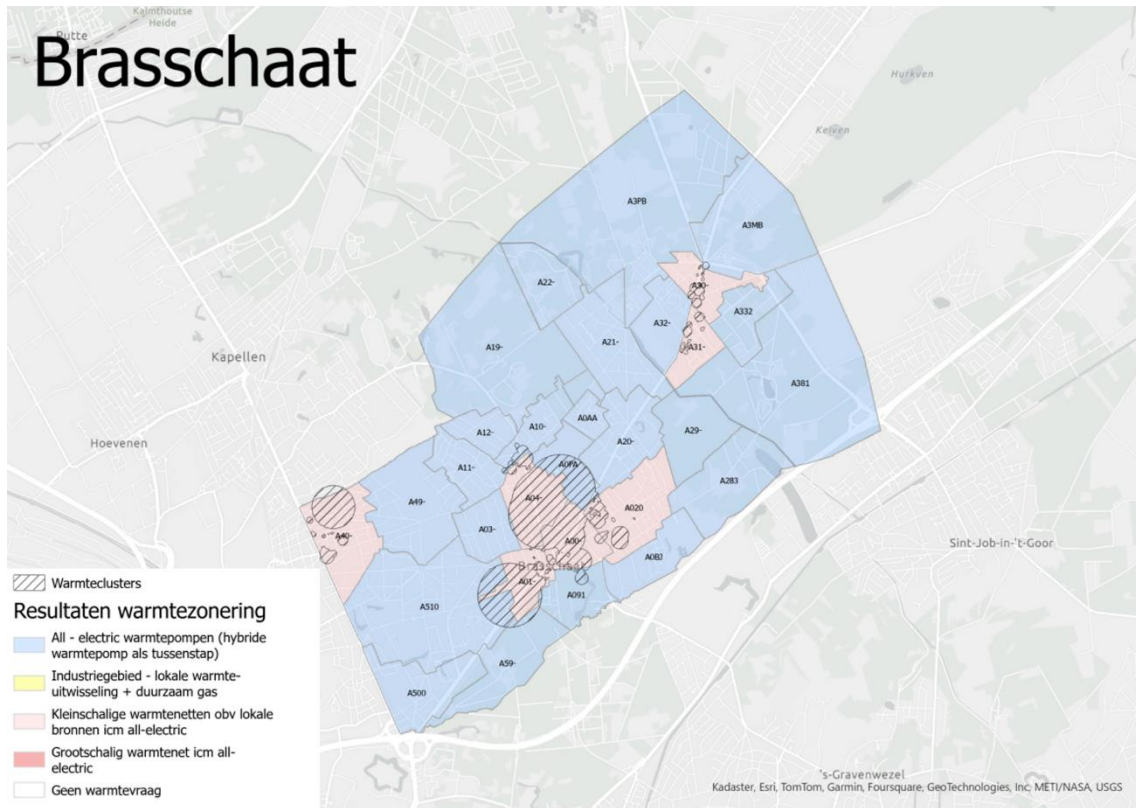 Kalmthoutse
Heide
Putte
Brasschaat
Hurkven
Keiven
A3PB
A3MB
A22-
A30-
A332
A32-
A19-
A21-
A31-
Kapellen
A381
A0AA
A10-
A12-
A29-
Hoevenen
A20-
A0PA
A11-
A283
A49-
A04-
A020
A03-
A40-
A00-
Sint-Job-in-'t-Goor
A0BJ
Brasschaat
A01-
A091
A510
A59-
A500
Warmteclusters
Resultaten warmtezonering
All - electric warmtepompen (hybride
warmtepomp als tussenstap)
Industriegebied - lokale warmte-
uitwisseling + duurzaam gas
Kleinschalige warmtenetten obv lokale
bronnen icm all-electric
Grootschalig warmtenet icm all-
electric
Geen warmtevraag
's-Gravenwezel
Kadaster, Esri, TomTom, Garmin, Foursquare, GeoTechnologies, Inc, METI/NASA, USGS